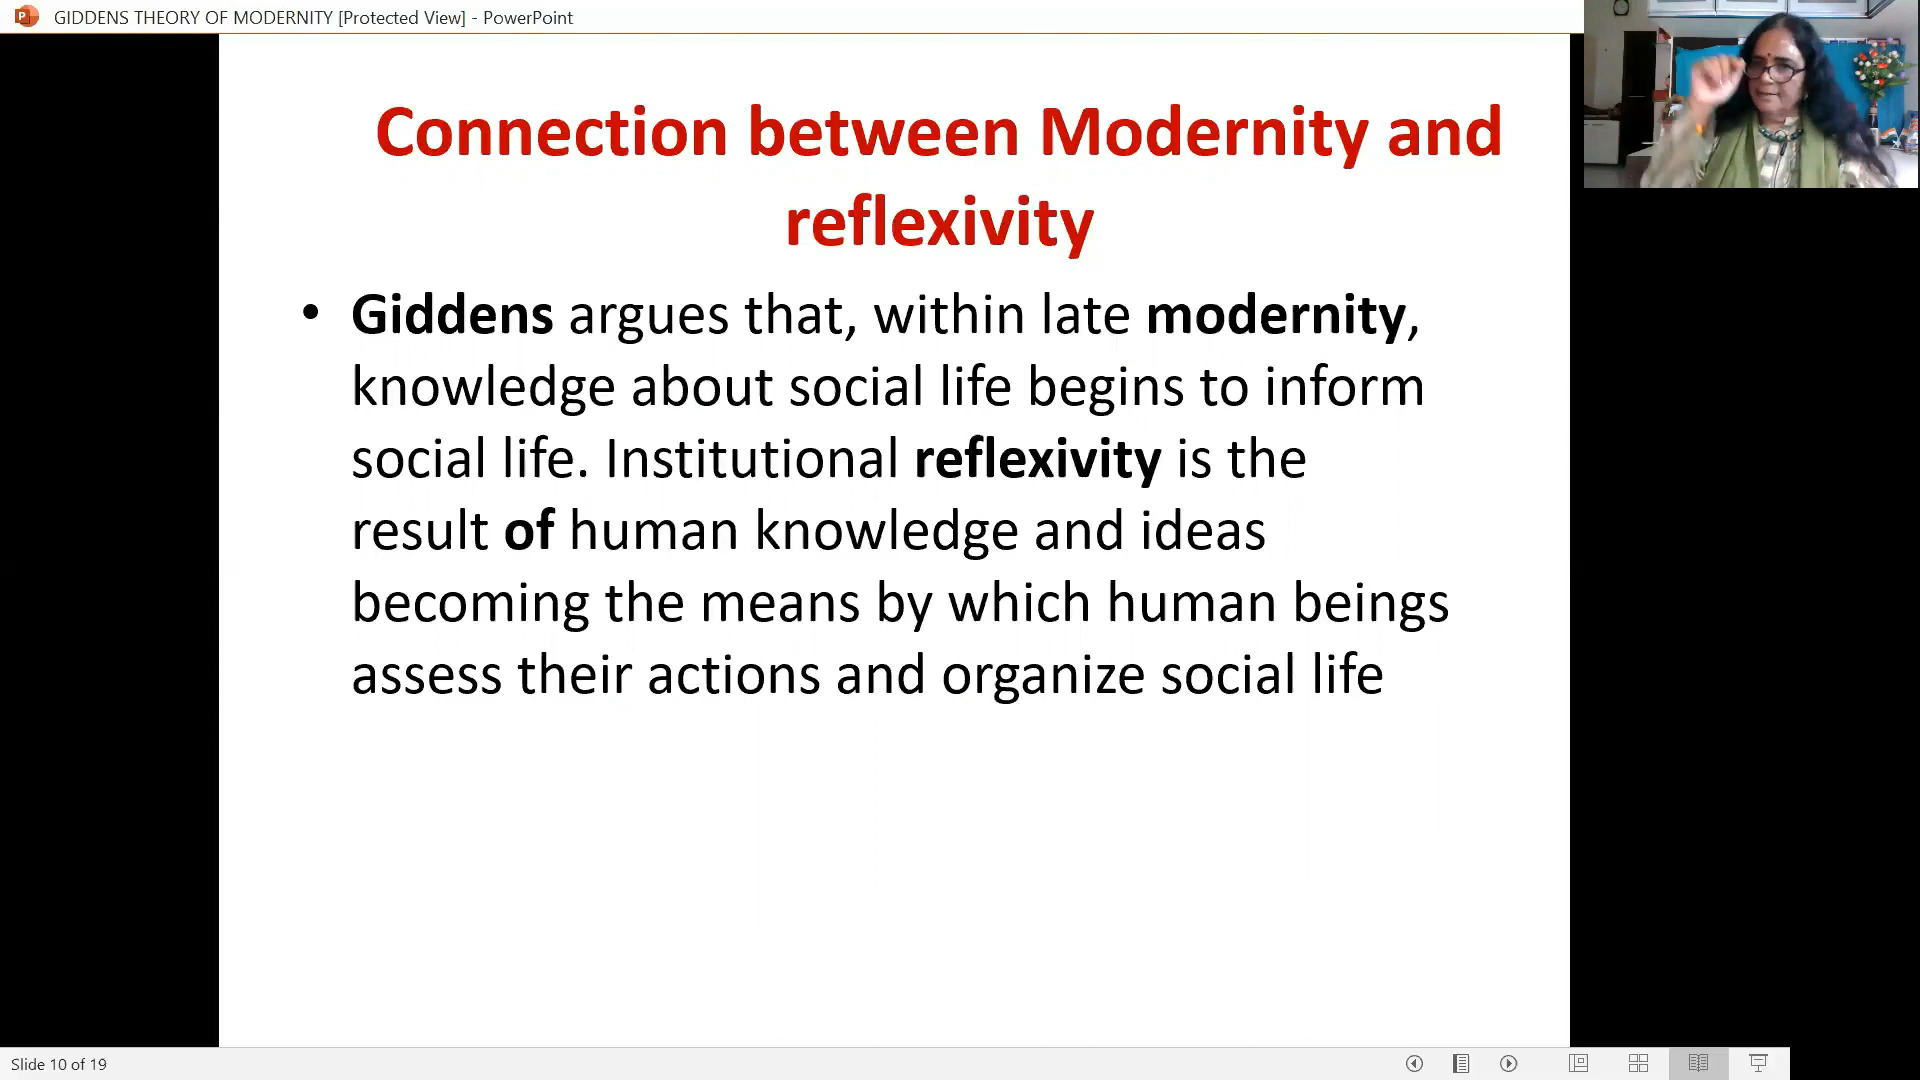 GIDDENS THEORY OF MODERNITY [Protected View] - PowerPoint
Connection between Modernity and
reflexivity
• Giddens argues that, within late modernity,
knowledge about social life begins to inform
social life. Institutional reflexivity is the
result of human knowledge and ideas
becoming the means by which human beings
assess their actions and organize social life
Slide 10 of 19